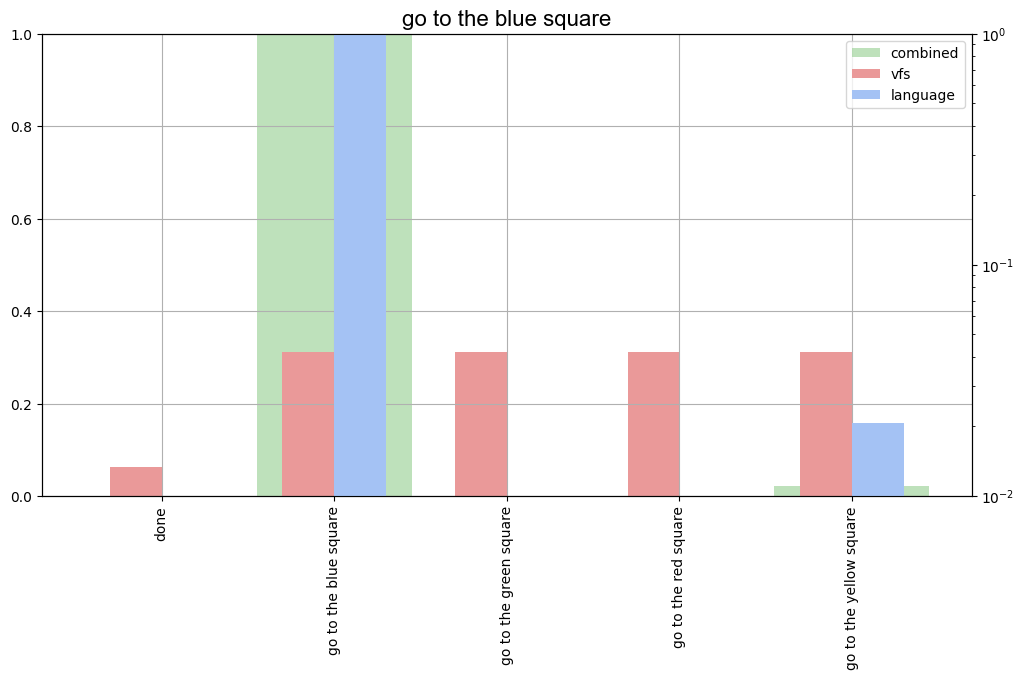 go to the blue square
1.0
0.8
0.6
0.4
0.2
0.0
10⁰
10⁻¹
10⁻²
combined
vfs
language
done
go to the blue square
go to the green square
go to the red square
go to the yellow square